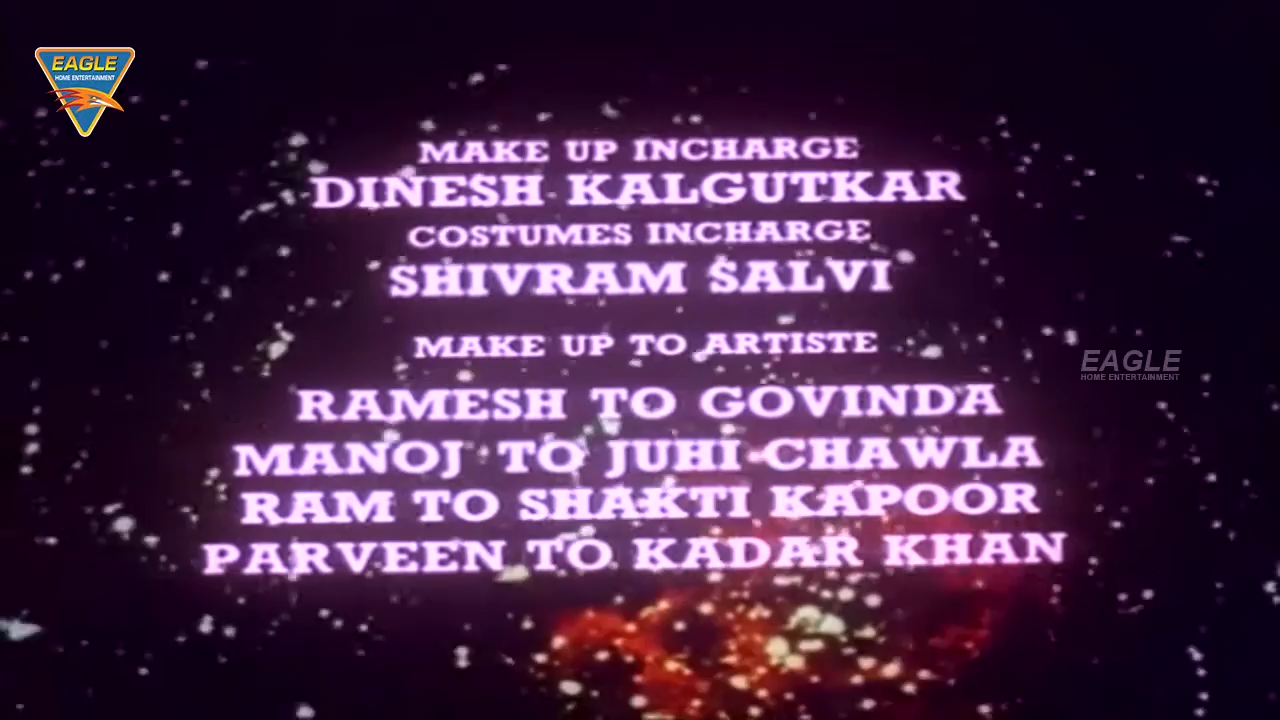 EAGLE
HOME ENTERTAINMENT
MAKE UP INCHARGE
DINESH KALGUTKAR
COSTUMES INCHARGE
SHIVRAM SALVI
MAKE UP TO ARTISTE
EAGLE
HOME ENTERTAINMENT
RAMESH TO GOVINDA
MANOJ TO JUHI CHAWLA
RAM TO SHAKTI KAPOOR
PARVEEN TO KADAR KHAN